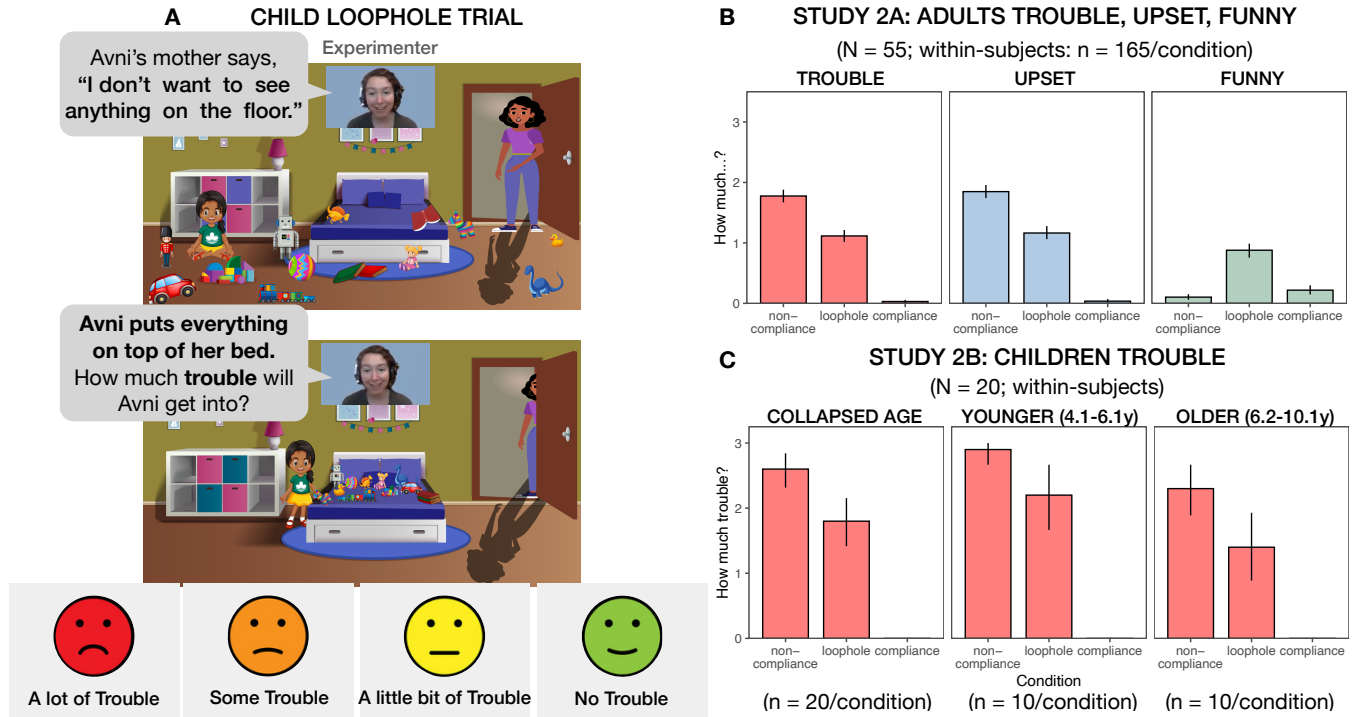 A
CHILD LOOPHOLE TRIAL
Experimenter
Avni's mother says,
“I don't want to see
anything on the floor.”
Avni puts everything
on top of her bed.
How much trouble will
Avni get into?
A lot of Trouble
Some Trouble
A little bit of Trouble
No Trouble
B
STUDY 2A: ADULTS TROUBLE, UPSET, FUNNY
(N = 55; within-subjects: n = 165/condition)
TROUBLE
UPSET
FUNNY
How much...?
3
2
1
0
non-
compliance
loophole
compliance
non-
compliance
loophole
compliance
non-
compliance
loophole
compliance
C
STUDY 2B: CHILDREN TROUBLE
(N = 20; within-subjects)
COLLAPSED AGE
YOUNGER (4.1-6.1y)
OLDER (6.2-10.1y)
How much trouble?
3
2
1
0
non-
compliance
loophole
compliance
non-
compliance
loophole
compliance
non-
compliance
loophole
compliance
Condition
(n = 20/condition)
(n = 10/condition)
(n = 10/condition)